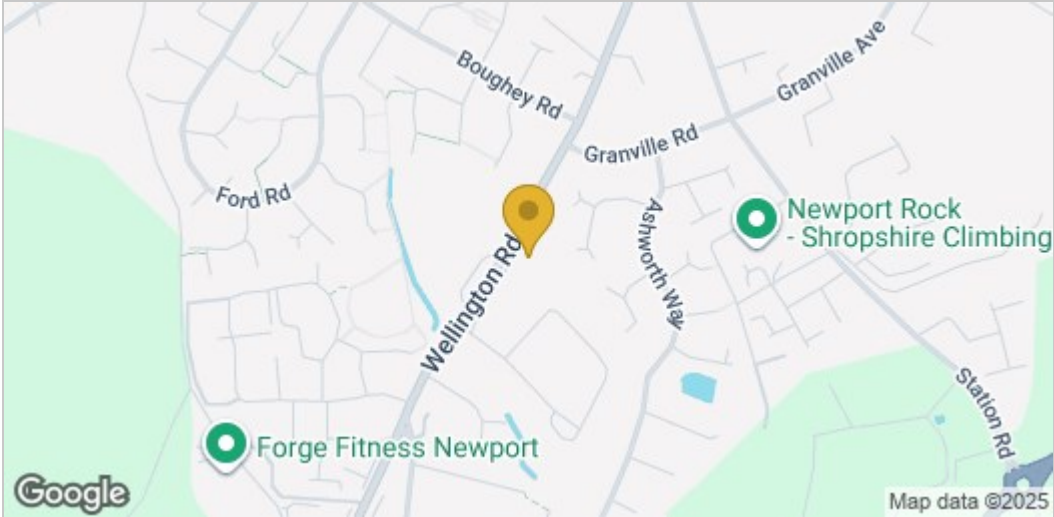 Boughey Rd
Granville Ave
Granville Rd
Ford Rd
Ashworth Way
Newport Rock
- Shropshire Climbing
Wellington Rd
Station Rd
Forge Fitness Newport
Google
Map data ©2025